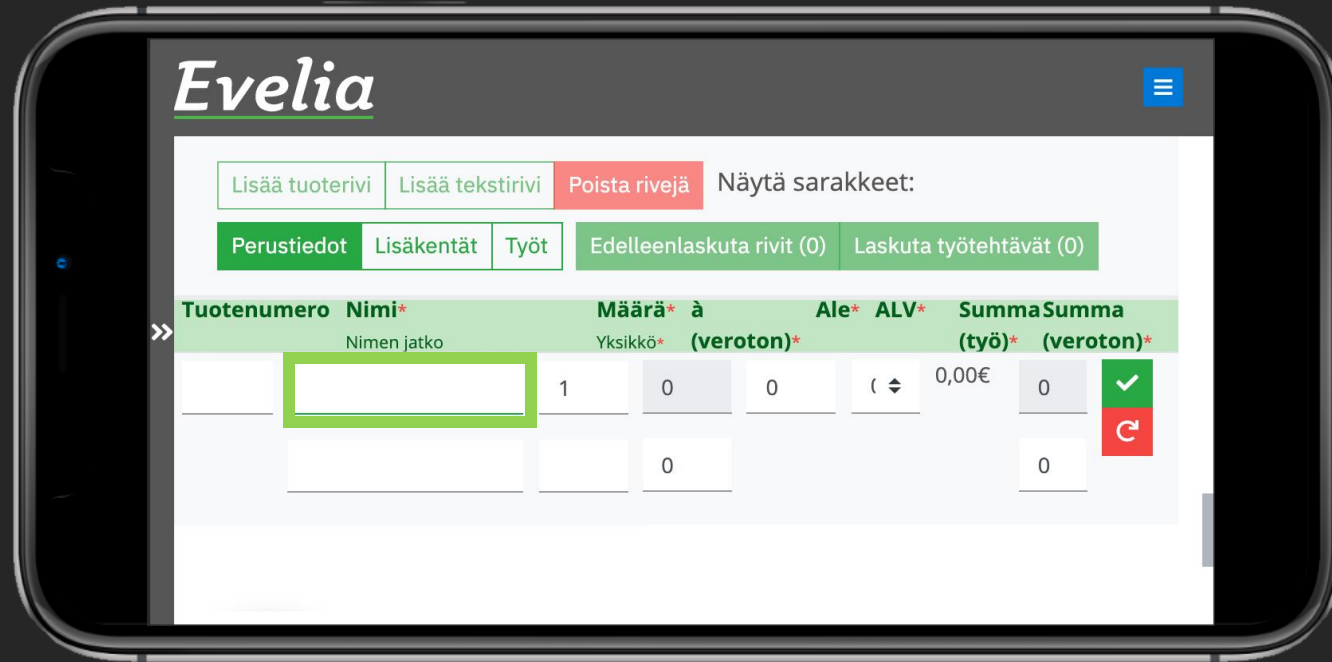 Evelia
Lisää tuoterivi Lisää tekstirivi Poista rivejä Näytä sarakkeet:
Perustiedot Lisäkentät Työt Edelleenlaskuta rivit (0) Laskuta työtehtävät (0)
Tuotenumero Nimi* Määrä* à Ale* ALV* Summa Summa
Nimen jatko Yksikkö* (veroton)* (työ)* (veroton)*
1 0 0 0,00€ 0
0 0